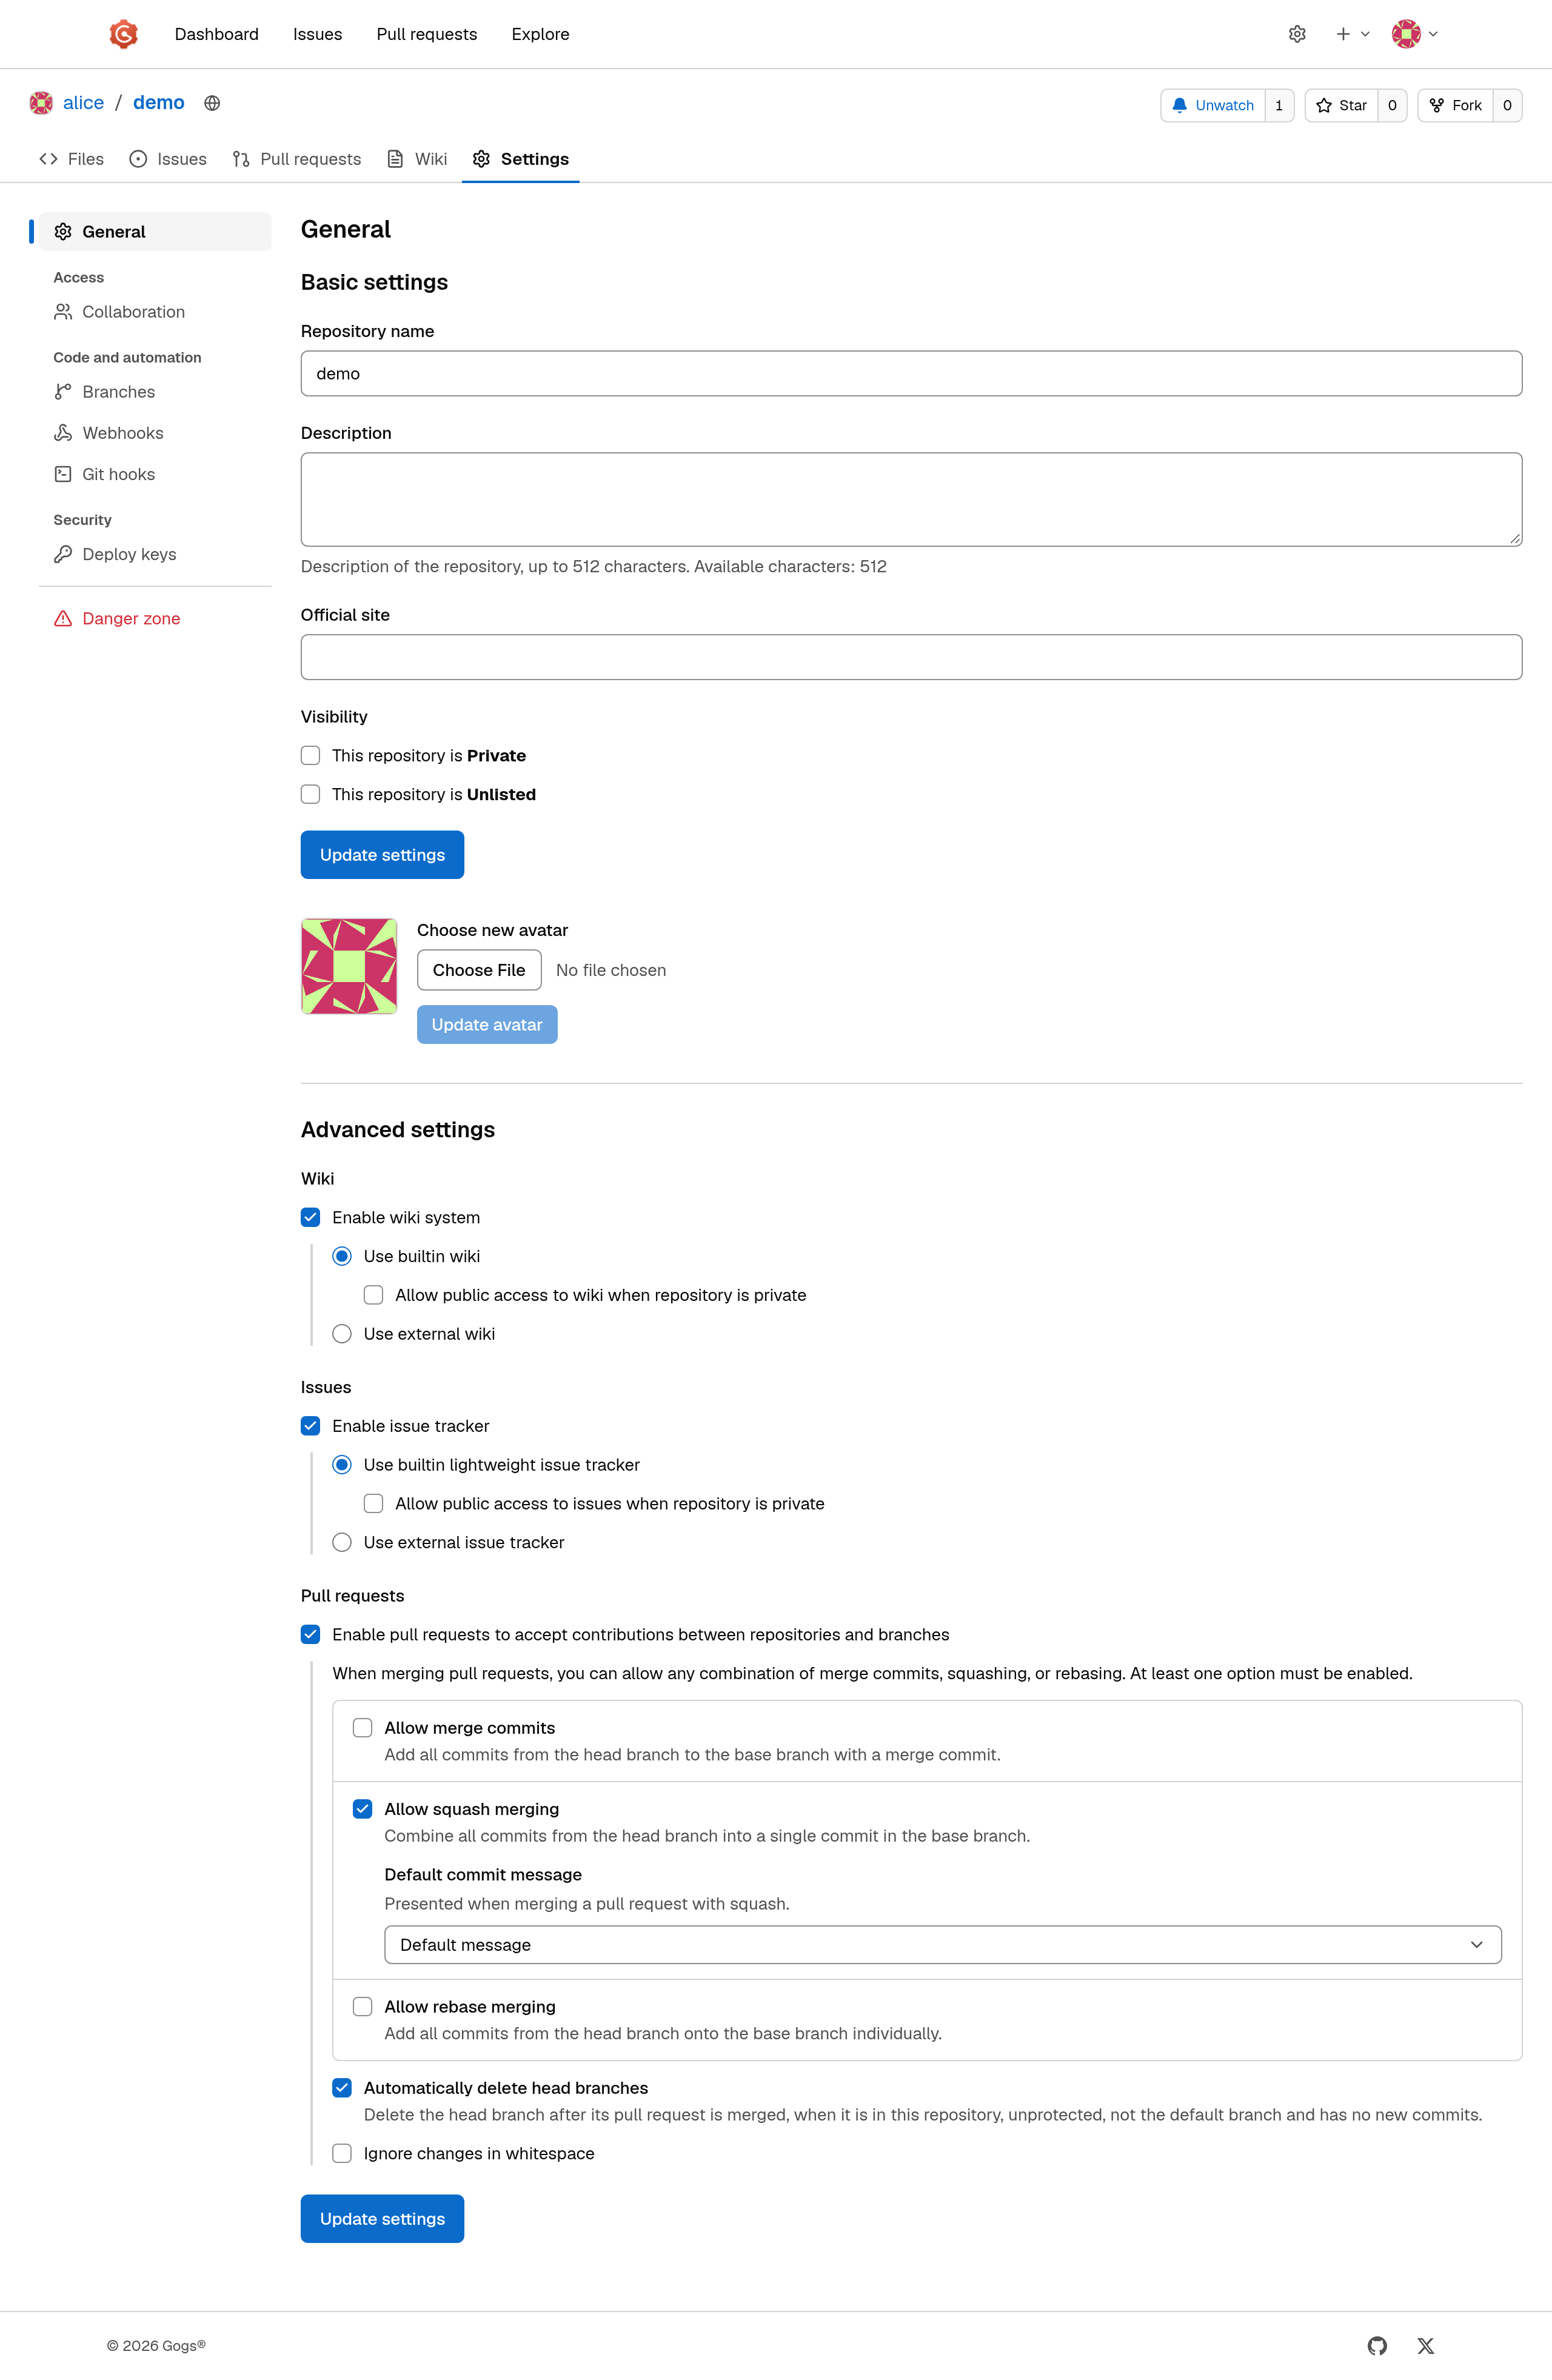 Dashboard Issues Pull requests Explore
alice / demo
Unwatch 1 Star 0 Fork 0
Files Issues Pull requests Wiki Settings
General
Access
Collaboration
Code and automation
Branches
Webhooks
Git hooks
Security
Deploy keys
Danger zone
General
Basic settings
Repository name
demo
Description
Description of the repository, up to 512 characters. Available characters: 512
Official site
Visibility
This repository is Private
This repository is Unlisted
Update settings
Choose new avatar
Choose File No file chosen
Update avatar
Advanced settings
Wiki
Enable wiki system
Use builtin wiki
Allow public access to wiki when repository is private
Use external wiki
Issues
Enable issue tracker
Use builtin lightweight issue tracker
Allow public access to issues when repository is private
Use external issue tracker
Pull requests
Enable pull requests to accept contributions between repositories and branches
When merging pull requests, you can allow any combination of merge commits, squashing, or rebasing. At least one option must be enabled.
Allow merge commits
Add all commits from the head branch to the base branch with a merge commit.
Allow squash merging
Combine all commits from the head branch into a single commit in the base branch.
Default commit message
Presented when merging a pull request with squash.
Default message
Allow rebase merging
Add all commits from the head branch onto the base branch individually.
Automatically delete head branches
Delete the head branch after its pull request is merged, when it is in this repository, unprotected, not the default branch and has no new commits.
Ignore changes in whitespace
Update settings
© 2026 Gogs®